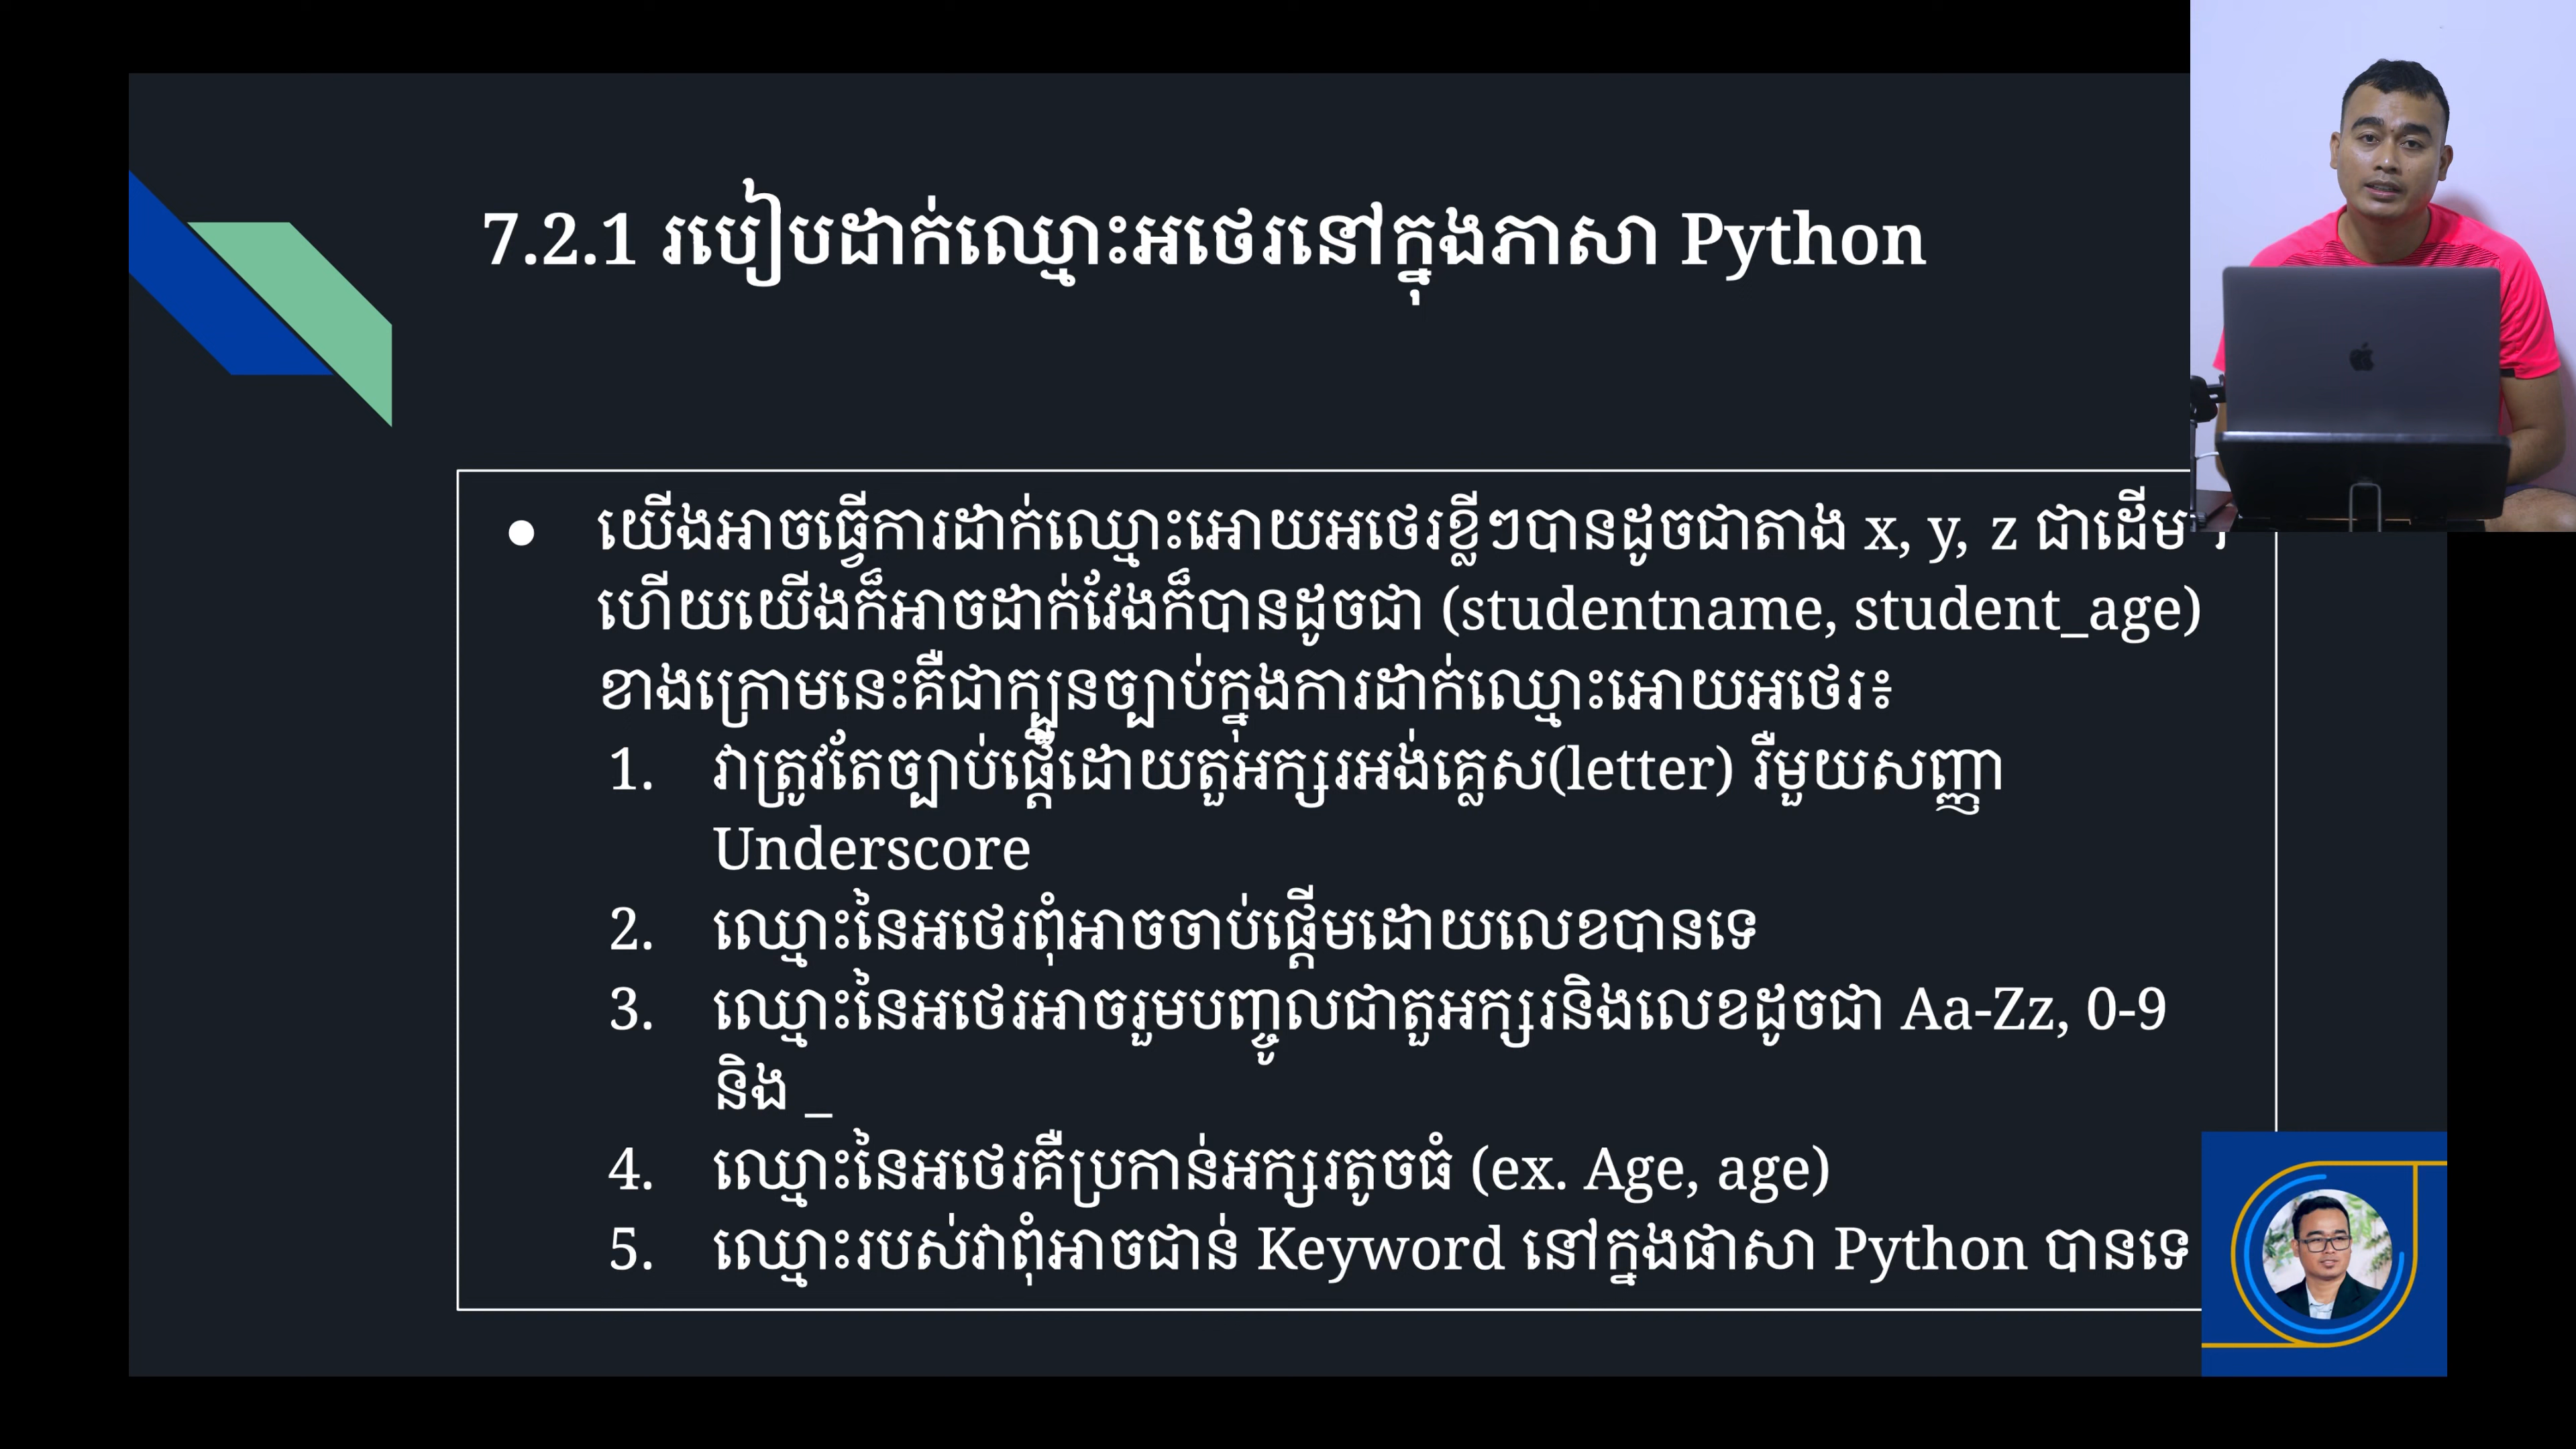 7.2.1 របៀបដាក់ឈ្មោះអថេរនៅក្នុងភាសា Python
● យើងអាចធ្វើការដាក់ឈ្មោះអោយអថេរខ្លីៗបានដូចជាតាង x, y, z ជាដើម
ហើយយើងក៏អាចដាក់វែងក៏បានដូចជា (studentname, student_age)
ខាងក្រោមនេះគឺជាក្បួនច្បាប់ក្នុងការដាក់ឈ្មោះអោយអថេរ៖
1. វាត្រូវតែច្បាប់ផ្តើដោយតួអក្សរអង់គ្លេស(letter) រឺមួយសញ្ញា
Underscore
2. ឈ្មោះនៃអថេរពុំអាចចាប់ផ្តើមដោយលេខបានទេ
3. ឈ្មោះនៃអថេរអាចរួមបញ្ចូលជាតួអក្សរនិងលេខដូចជា Aa-Zz, 0-9
និង _
4. ឈ្មោះនៃអថេរគឺប្រកាន់អក្សរតូចធំ (ex. Age, age)
5. ឈ្មោះរបស់វាពុំអាចជាន់ Keyword នៅក្នងផាសា Python បានទេ